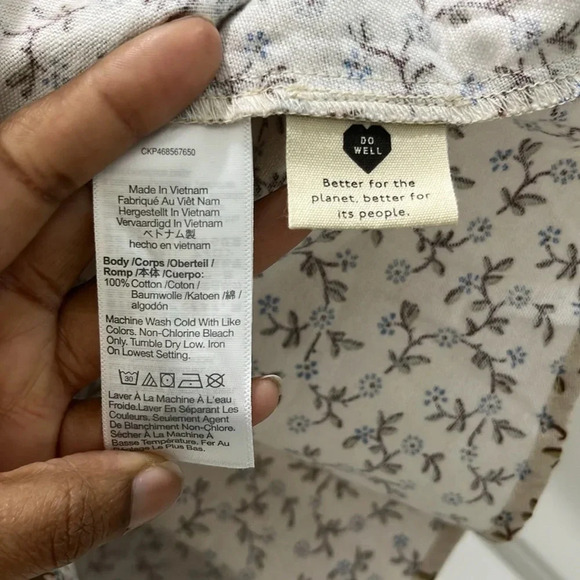 CKP468567650
Made In Vietnam
Fabriqué Au Viêt Nam
Hergestellt In Vietnam
Vervaardigd In Vietnam
ベトナム製
hecho en vietnam
Body /Corps /Oberteil /
Romp /本体 /Cuerpo:
100% Cotton /Coton /
Baumwolle /Katoen /綿 /
algodón
Machine Wash Cold With Like
Colors. Non-Chlorine Bleach
Only. Tumble Dry Low. Iron
On Lowest Setting.
30
Laver À La Machine À Eau
Froide.Laver En Séparant Les
Couleurs. Seulement Agent
De Blanchiment Non-Chlore.
Sécher À La Machine À
Basse Température. Fer Au
Réglage Le Plus Bas.
DO
WELL
Better for the
planet, better for
its people.